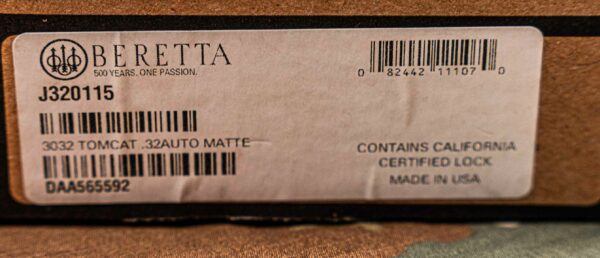 BERETTA
500 YEARS. ONE PASSION.
J320115
3032 TOMCAT .32AUTO MATTE
DAA565592
0 82442 11107 0
CONTAINS CALIFORNIA
CERTIFIED LOCK
MADE IN USA